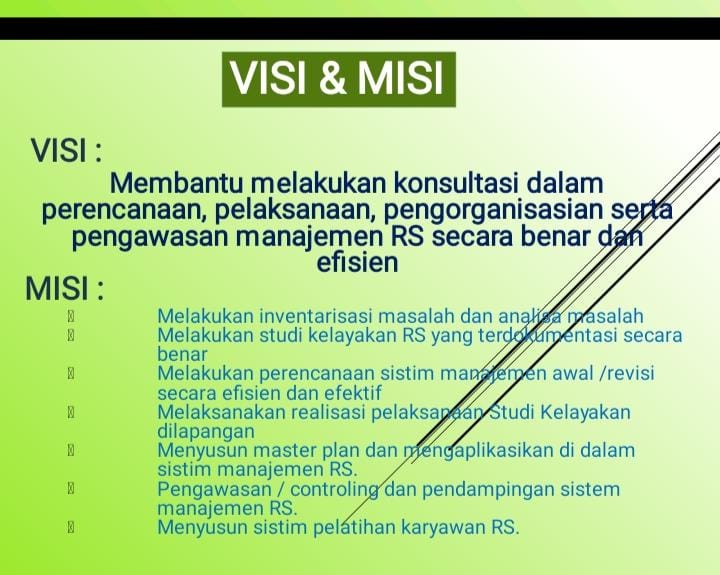 VISI & MISI
VISI :
Membantu melakukan konsultasi dalam
perencanaan, pelaksanaan, pengorganisasian serta
pengawasan manajemen RS secara benar dan
efisien
MISI :
Melakukan inventarisasi masalah dan analisa masalah
Melakukan studi kelayakan RS yang terdokumentasi secara
benar
Melakukan perencanaan sistim manajemen awal /revisi
secara efisien dan efektif
Melaksanakan realisasi pelaksanaan Studi Kelayakan
dilapangan
Menyusun master plan dan mengaplikasikan di dalam
sistim manajemen RS.
Pengawasan / controling dan pendampingan sistem
manajemen RS.
Menyusun sistim pelatihan karyawan RS.